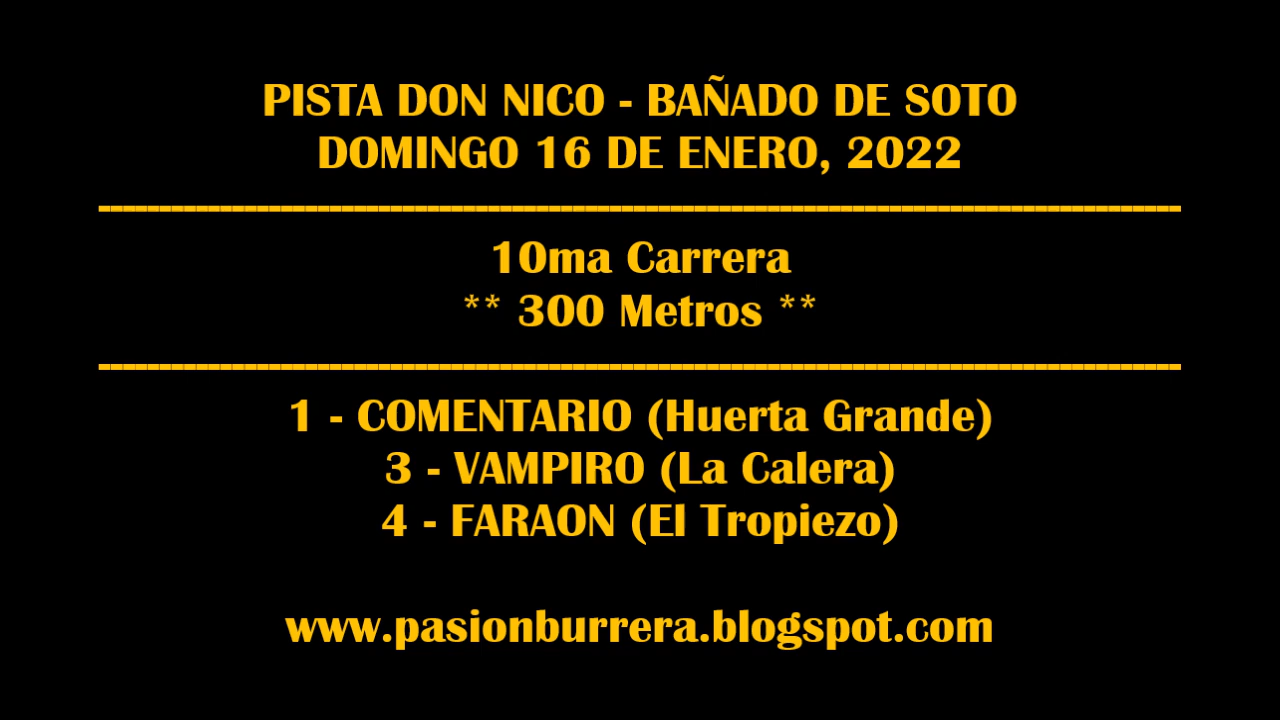 PISTA DON NICO - BAÑADO DE SOTO
DOMINGO 16 DE ENERO, 2022
10ma Carrera
** 300 Metros **
1 - COMENTARIO (Huerta Grande)
3 - VAMPIRO (La Calera)
4 - FARAON (El Tropiezo)
www.pasionburrera.blogspot.com